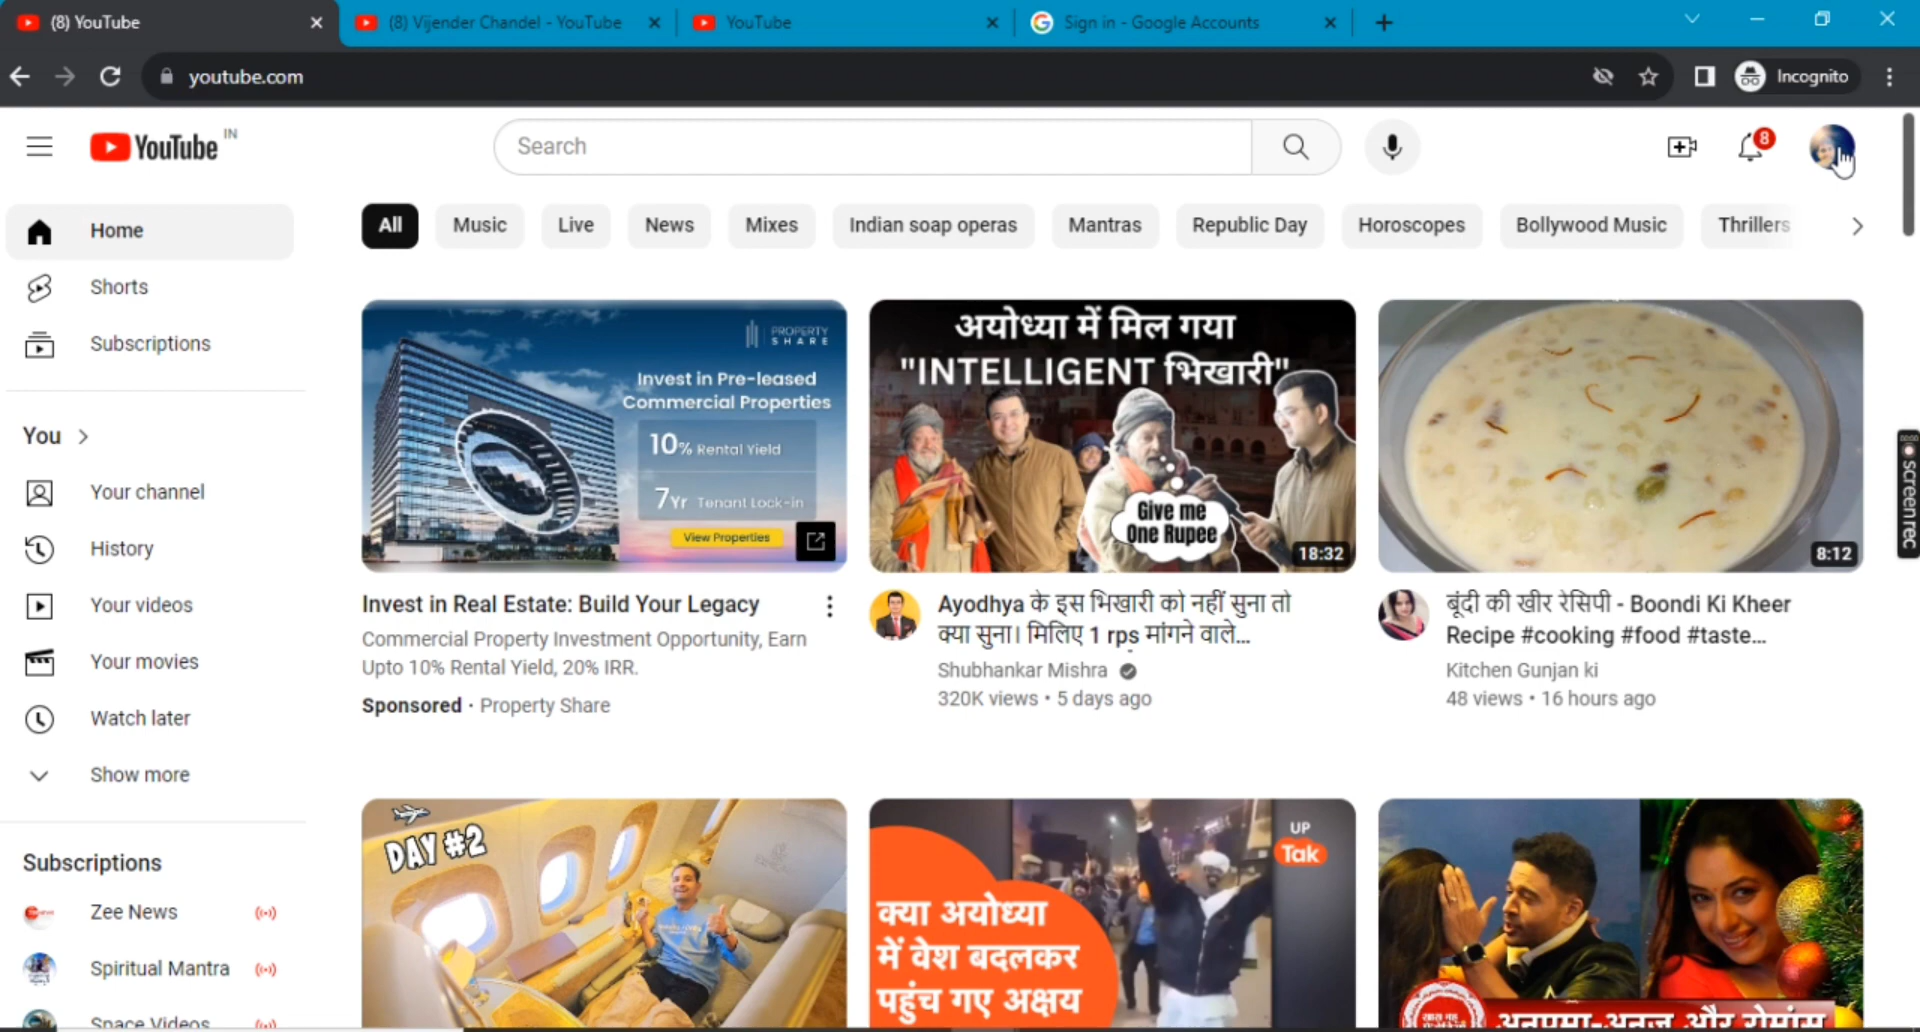 (8) YouTube
(8) Vijender Chandel - YouTube
YouTube
Sign in - Google Accounts
youtube.com
Incognito
YouTube IN
Search
8
Home
Shorts
Subscriptions
You
Your channel
History
Your videos
Your movies
Watch later
Show more
Subscriptions
Zee News
Spiritual Mantra
Space Videos
All
Music
Live
News
Mixes
Indian soap operas
Mantras
Republic Day
Horoscopes
Bollywood Music
Thrillers
PROPERTY
SHARE
Invest in Pre-leased
Commercial Properties
10% Rental Yield
7Yr Tenant Lock-in
View Properties
Invest in Real Estate: Build Your Legacy
Commercial Property Investment Opportunity, Earn
Upto 10% Rental Yield, 20% IRR.
Sponsored · Property Share
अयोध्या में मिल गया
"INTELLIGENT भिखारी"
Give me
One Rupee
18:32
Ayodhya के इस भिखारी को नहीं सुना तो
क्या सुना। मिलिए 1 rps मांगने वाले...
Shubhankar Mishra
320K views • 5 days ago
8:12
बूंदी की खीर रेसिपी - Boondi Ki Kheer
Recipe #cooking #food #taste...
Kitchen Gunjan ki
48 views • 16 hours ago
DAY #2
UP
Tak
क्या अयोध्या
में वेश बदलकर
पहुंच गए अक्षय
अनुपमा-अनुज और रोमांस
screenrec